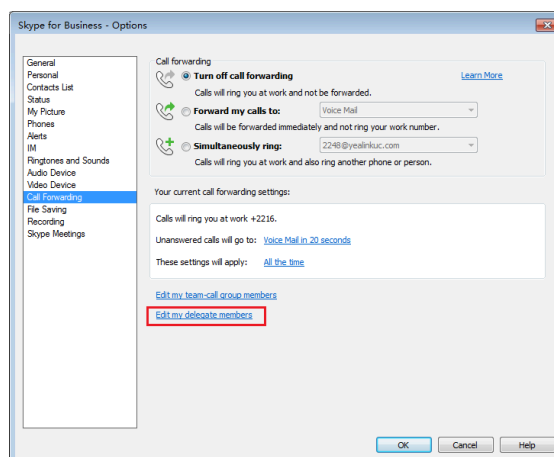 Skype for Business - Options
General
Personal
Contacts List
Status
My Picture
Phones
Alerts
IM
Ringtones and Sounds
Audio Device
Video Device
Call Forwarding
File Saving
Recording
Skype Meetings
Call forwarding
Turn off call forwarding
Learn More
Calls will ring you at work and not be forwarded.
Forward my calls to:
Voice Mail
Calls will be forwarded immediately and not ring your work number.
Simultaneously ring:
2248@yealinkuc.com
Calls will ring you at work and also ring another phone or person.
Your current call forwarding settings:
Calls will ring you at work +2216.
Unanswered calls will go to: Voice Mail in 20 seconds
These settings will apply: All the time
Edit my team-call group members
Edit my delegate members
OK
Cancel
Help